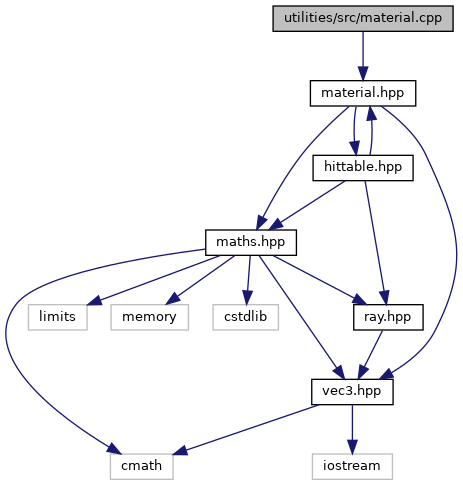 utilities/src/material.cpp
material.hpp
hittable.hpp
maths.hpp
limits
memory
cstdlib
ray.hpp
vec3.hpp
cmath
iostream